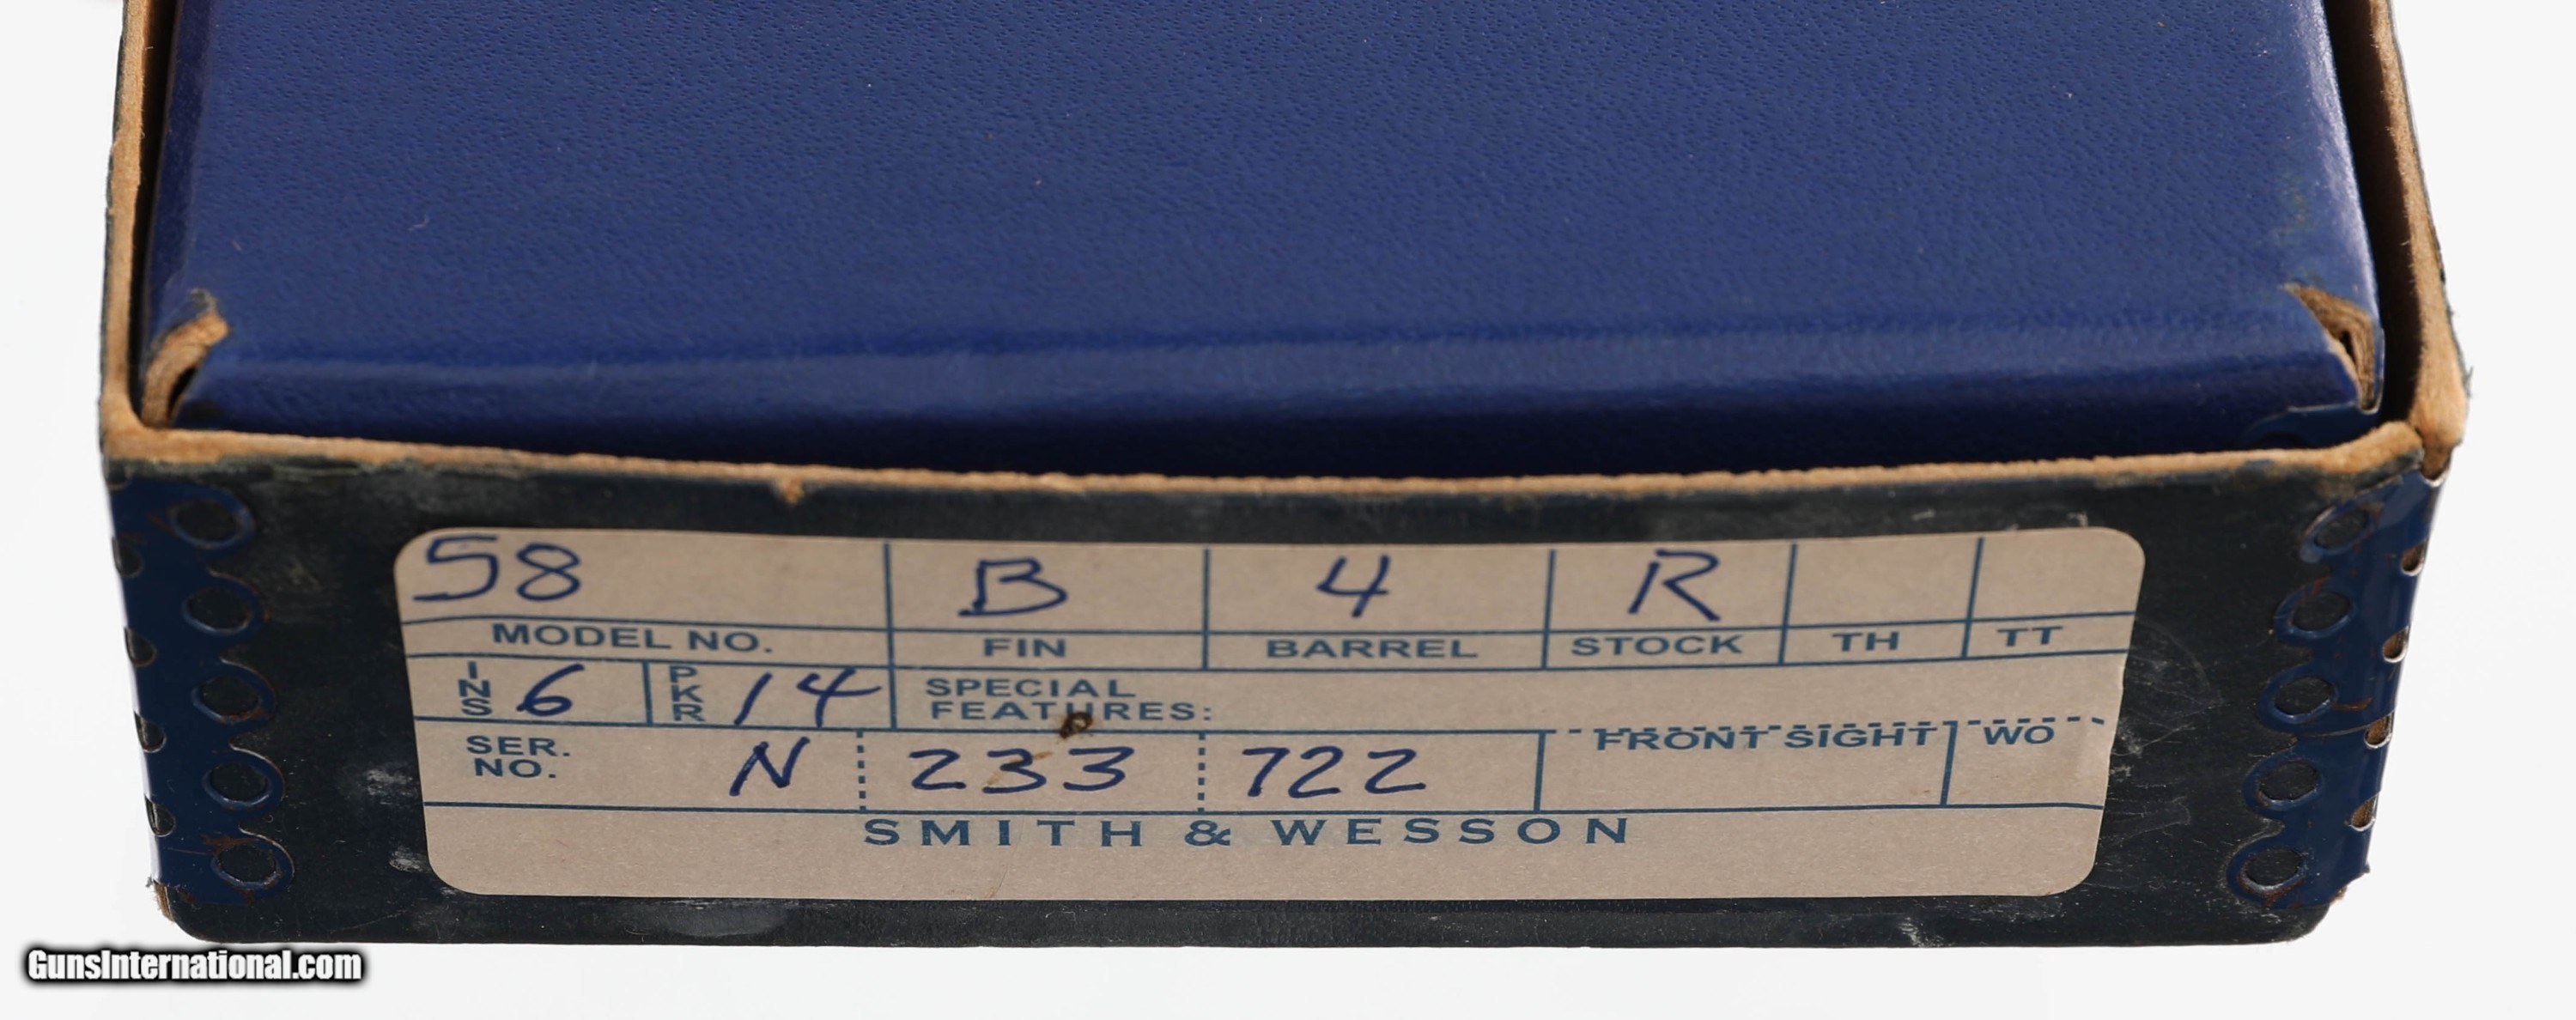 58 B 4 R
MODEL NO. FIN BARREL STOCK TH TT
INS 6 PKR 14 SPECIAL FEATURES:
SER. NO. N 233 722 FRONT SIGHT WO
SMITH & WESSON
GunsInternational.com